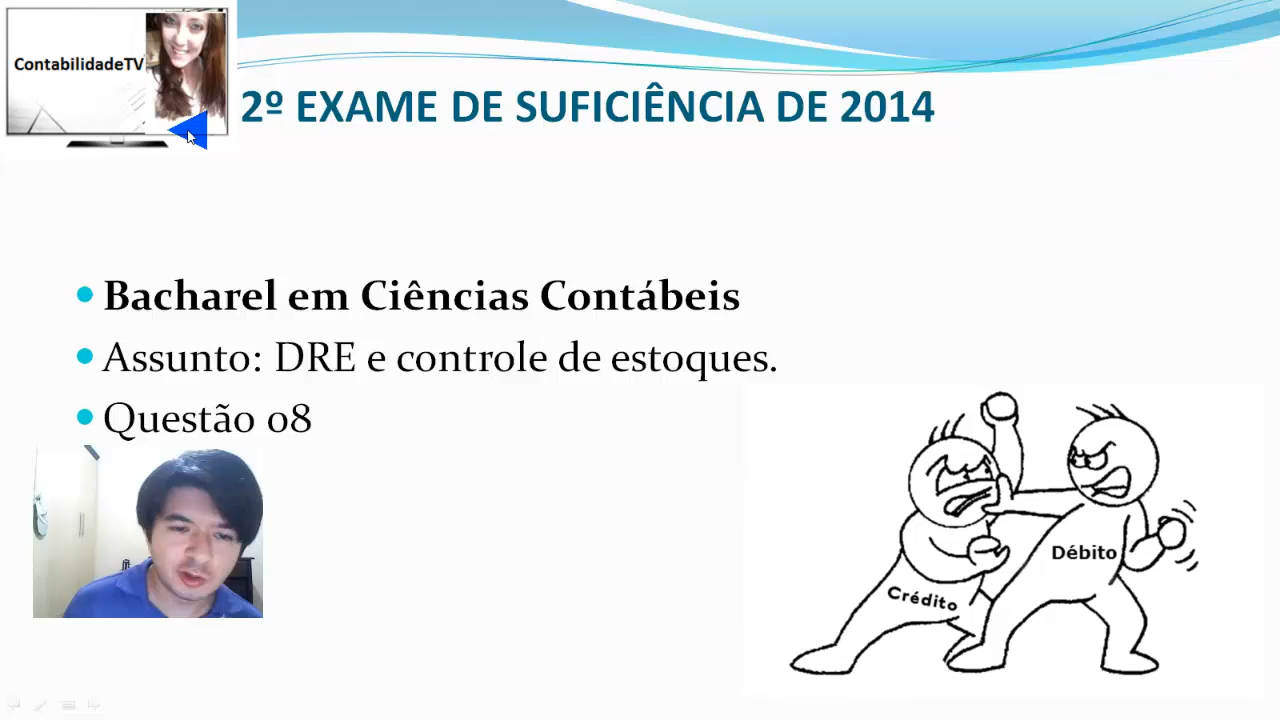 ContabilidadeTV
2º EXAME DE SUFICIÊNCIA DE 2014
Bacharel em Ciências Contábeis
Assunto: DRE e controle de estoques.
Questão 08
Débito
Crédito